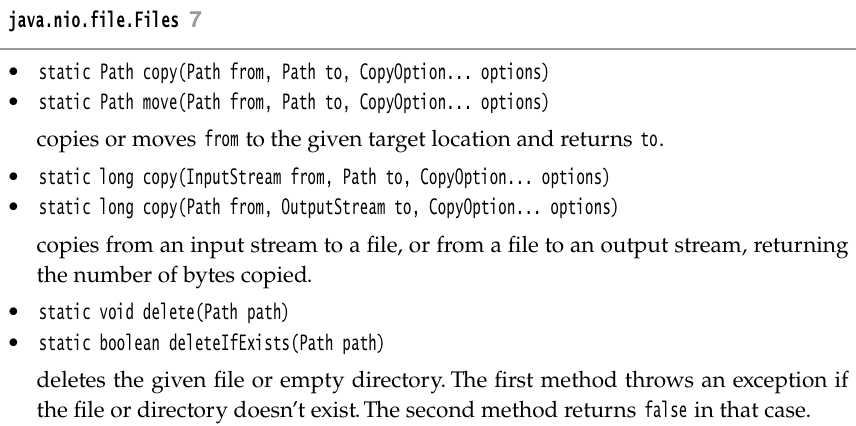 java.nio.file.Files 7
• static Path copy(Path from, Path to, CopyOption... options)
• static Path move(Path from, Path to, CopyOption... options)
copies or moves from to the given target location and returns to.
• static long copy(InputStream from, Path to, CopyOption... options)
• static long copy(Path from, OutputStream to, CopyOption... options)
copies from an input stream to a file, or from a file to an output stream, returning
the number of bytes copied.
• static void delete(Path path)
• static boolean deleteIfExists(Path path)
deletes the given file or empty directory. The first method throws an exception if
the file or directory doesn’t exist. The second method returns false in that case.